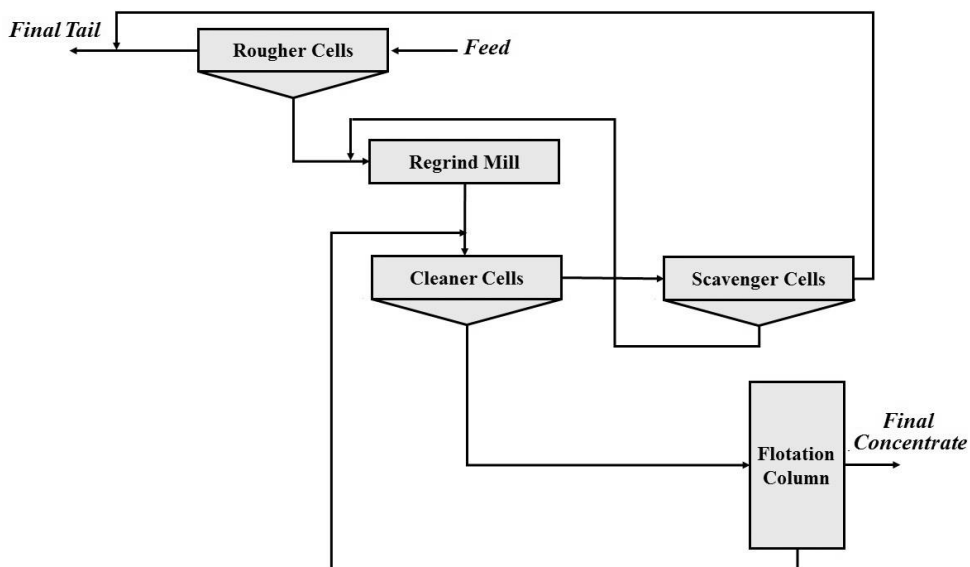 Final Tail
Rougher Cells
Feed
Regrind Mill
Cleaner Cells
Scavenger Cells
Flotation
Column
Final
Concentrate